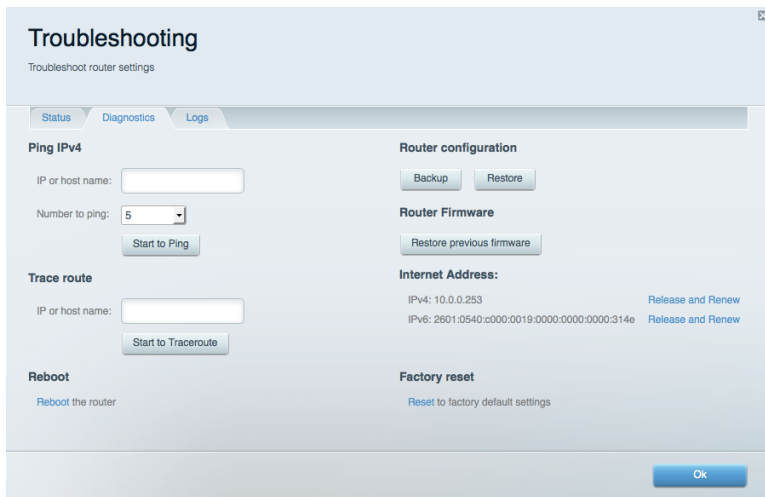 Troubleshooting
Troubleshoot router settings
Status
Diagnostics
Logs
Ping IPv4
IP or host name:
Number to ping:
5
Start to Ping
Trace route
IP or host name:
Start to Traceroute
Reboot
Reboot the router
Router configuration
Backup
Restore
Router Firmware
Restore previous firmware
Internet Address:
IPv4: 10.0.0.253 Release and Renew
IPv6: 2601:0540:c000:0019:0000:0000:0000:314e Release and Renew
Factory reset
Reset to factory default settings
Ok